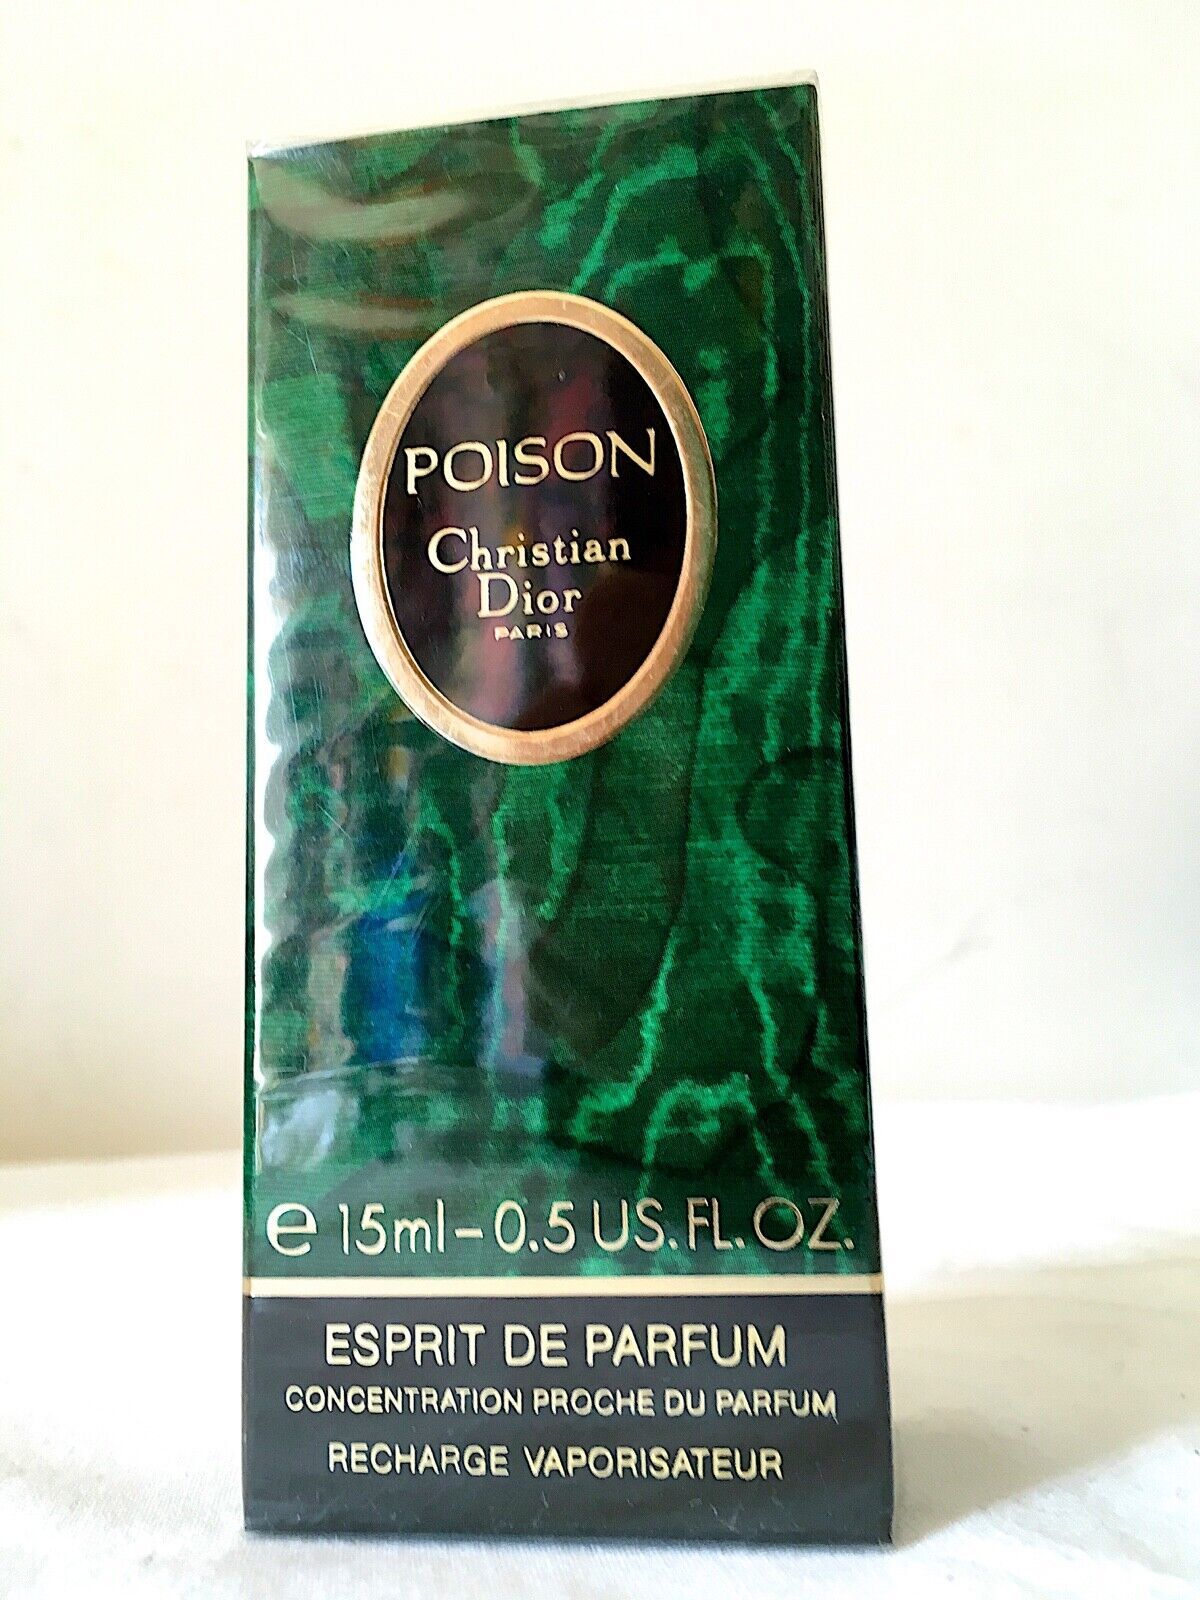 POISON
Christian
Dior
PARIS
℮ 15ml - 0.5 US. FL. OZ.
ESPRIT DE PARFUM
CONCENTRATION PROCHE DU PARFUM
RECHARGE VAPORISATEUR